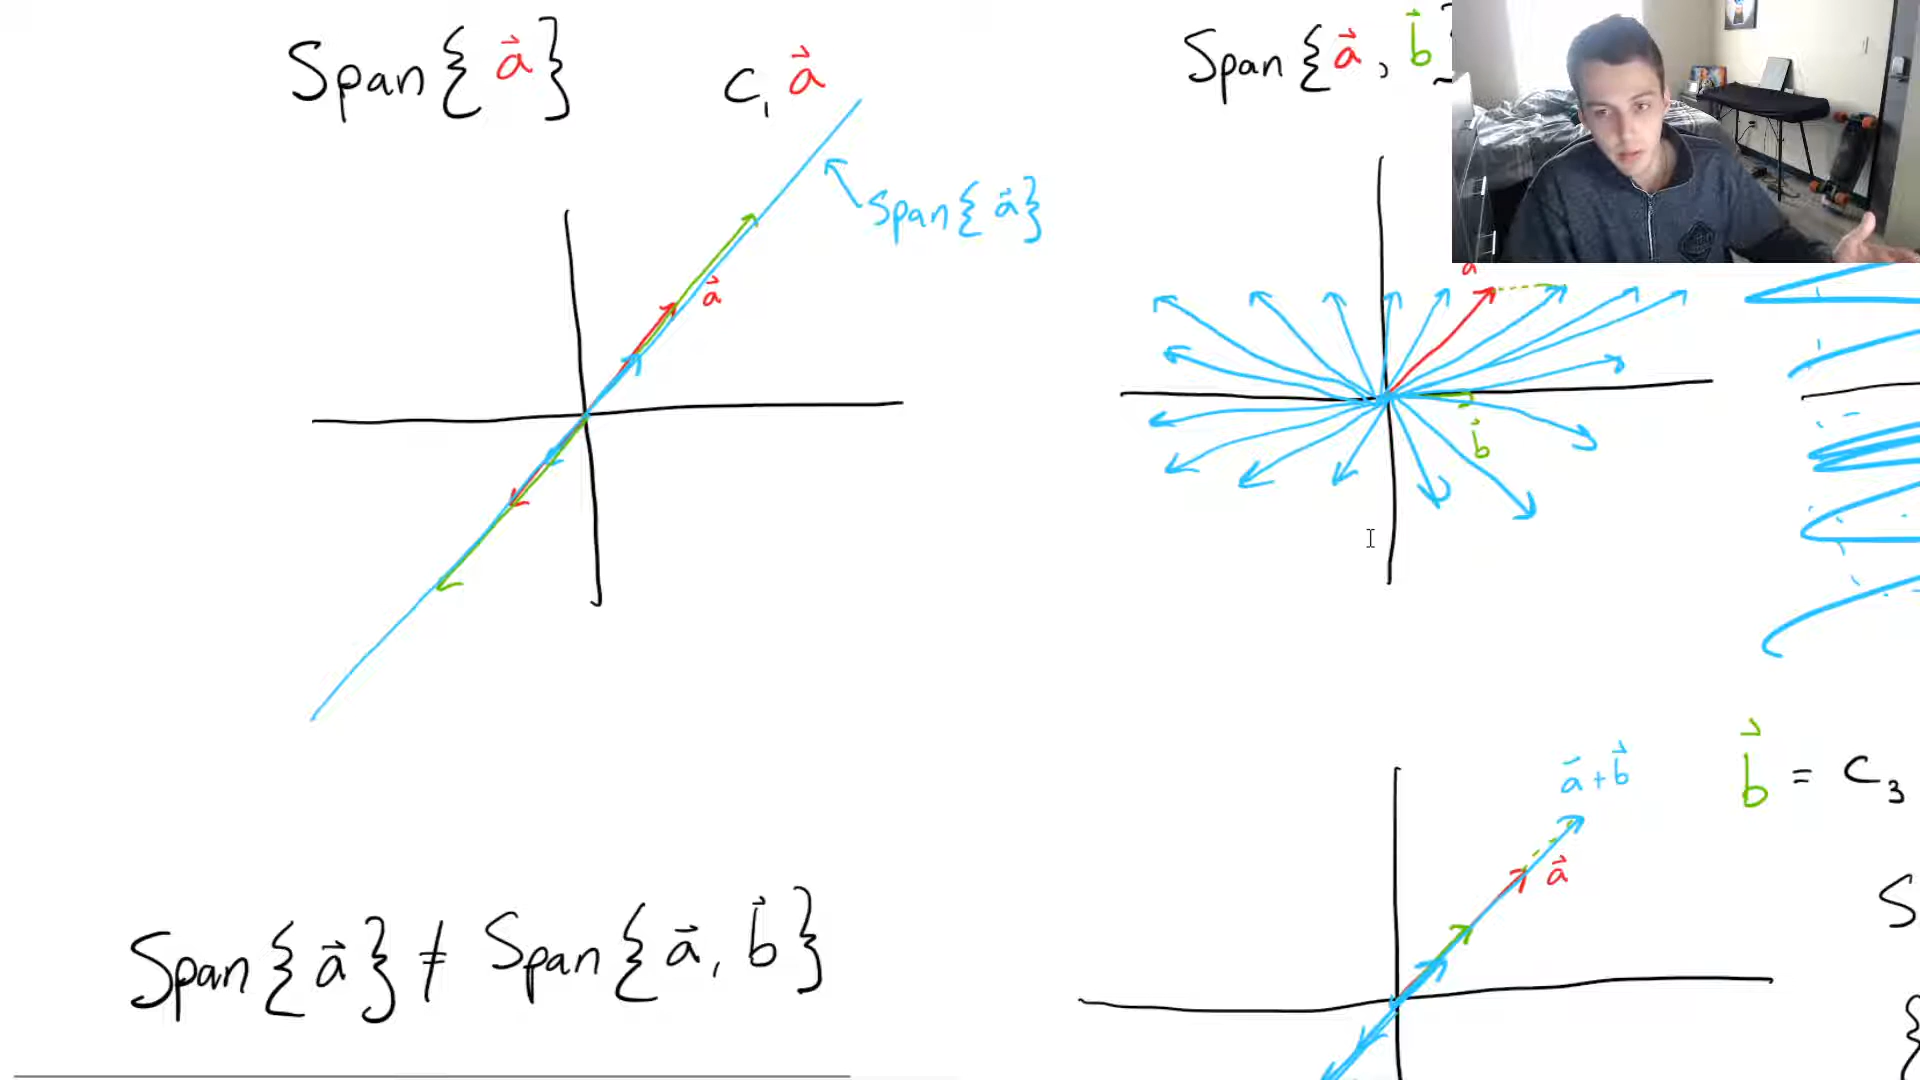 Span{a⃗}
c₁a⃗
Span{a⃗}
a⃗
Span{a⃗, b⃗
a
b⃗
a⃗+b⃗
b⃗ = c₃
a⃗
S
{
Span{a⃗} ≠ Span{a⃗, b⃗}